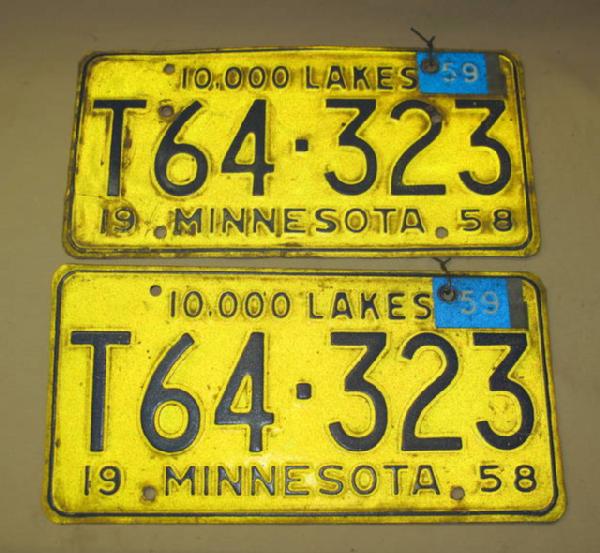 10,000 LAKES 59
T64·323
19 MINNESOTA 58
10,000 LAKES 59
T64·323
19 MINNESOTA 58